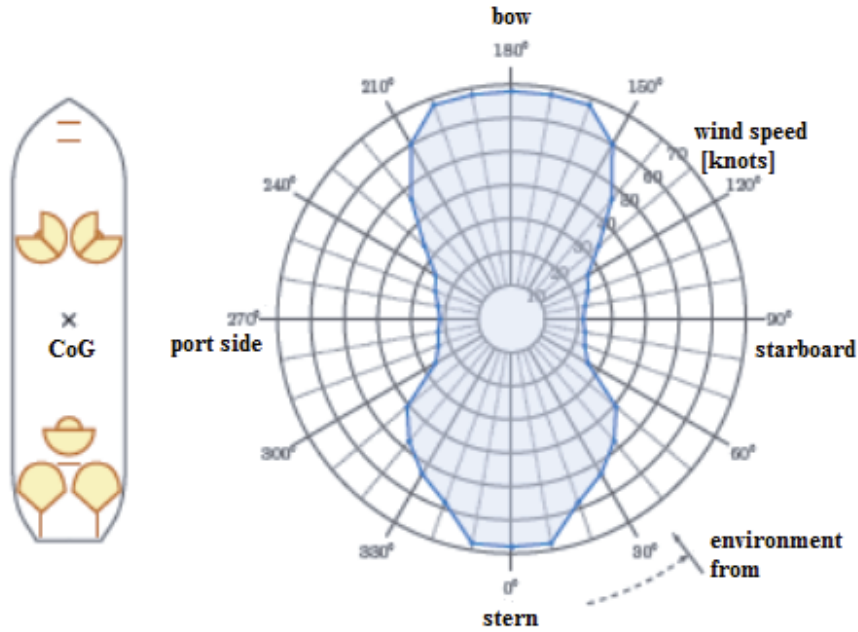 bow
180°
210°
150°
wind speed
[knots]
70
60
50
40
30
20
10
240°
120°
270°
90°
port side
starboard
CoG
300°
60°
330°
30°
environment
from
0°
stern